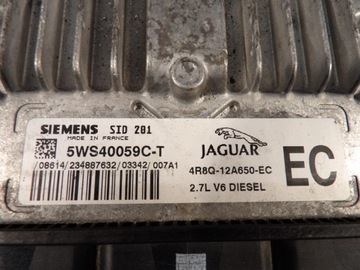 SIEMENS SID 201
MADE IN FRANCE
5WS40059C-T
08614/234887632/03342/007A1
JAGUAR
4R8Q-12A650-EC
2.7L V6 DIESEL
EC